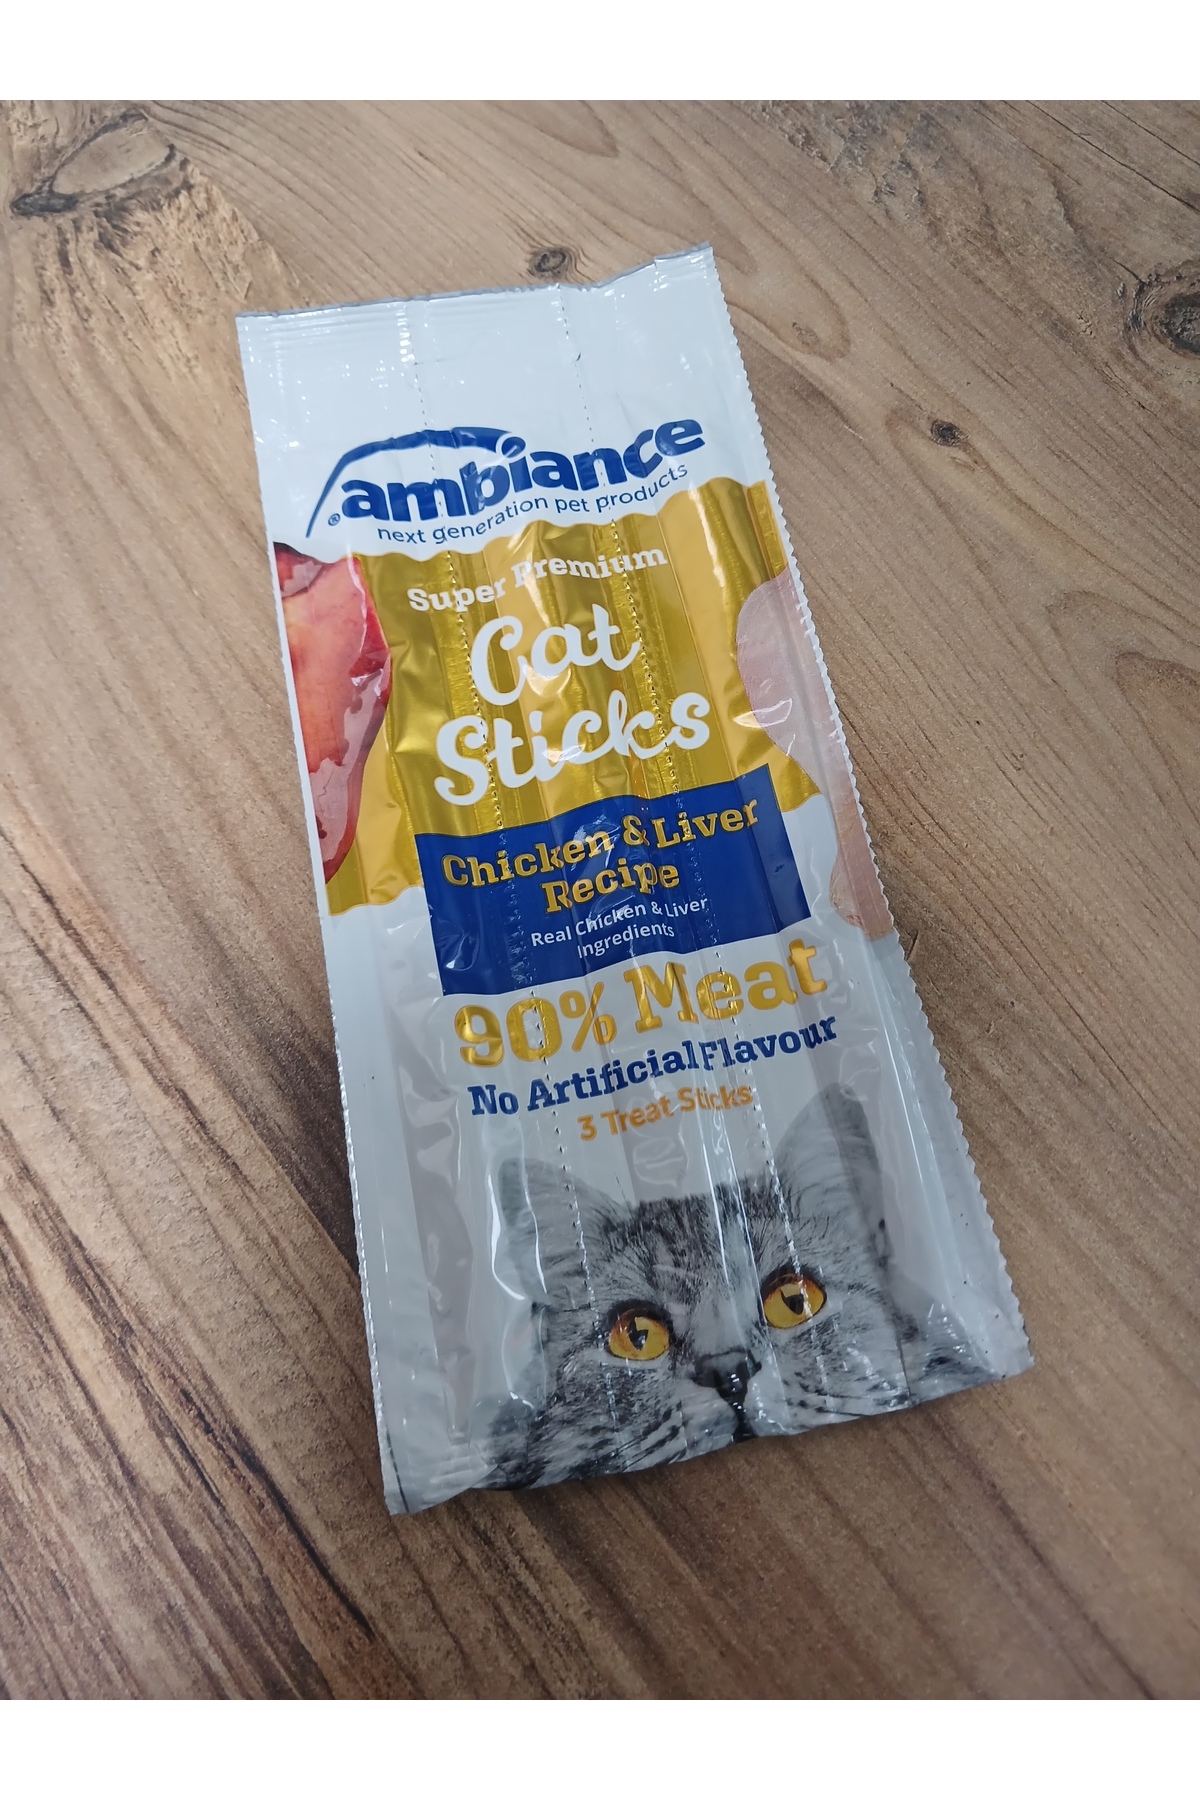 ambiance
® next generation pet products
Super Premium
Cat
Sticks
Chicken & Liver
Recipe
Real Chicken & Liver
Ingredients
90% Meat
No Artificial Flavour
3 Treat Sticks